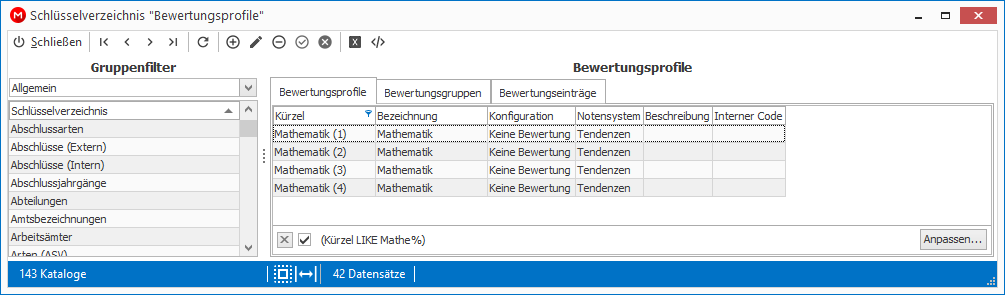 M Schlüsselverzeichnis "Bewertungsprofile"
Schließen
Gruppenfilter
Allgemein
Schlüsselverzeichnis
Abschlussarten
Abschlüsse (Extern)
Abschlüsse (Intern)
Abschlussjahrgänge
Abteilungen
Amtsbezeichnungen
Arbeitsämter
Arten (ASV)
Bewertungsprofile
Bewertungsprofile Bewertungsgruppen Bewertungseinträge
Kürzel Bezeichnung Konfiguration Notensystem Beschreibung Interner Code
Mathematik (1) Mathematik Keine Bewertung Tendenzen
Mathematik (2) Mathematik Keine Bewertung Tendenzen
Mathematik (3) Mathematik Keine Bewertung Tendenzen
Mathematik (4) Mathematik Keine Bewertung Tendenzen
(Kürzel LIKE Mathe%) Anpassen...
143 Kataloge 42 Datensätze